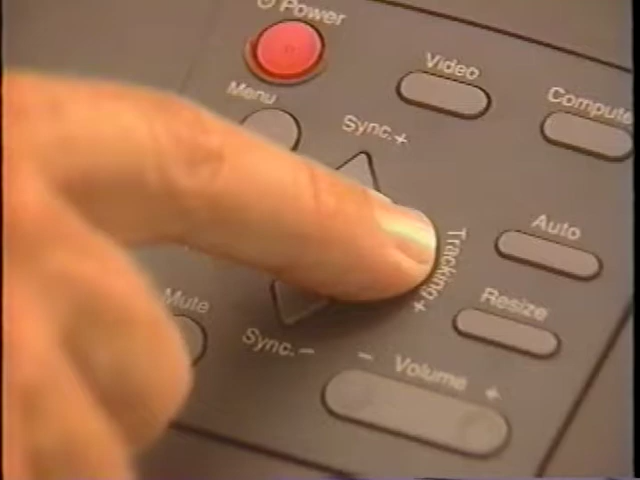 Power
Video
Compute
Menu
Sync.+
Auto
Tracking +
Resize
Mute
Sync.-
- Volume +